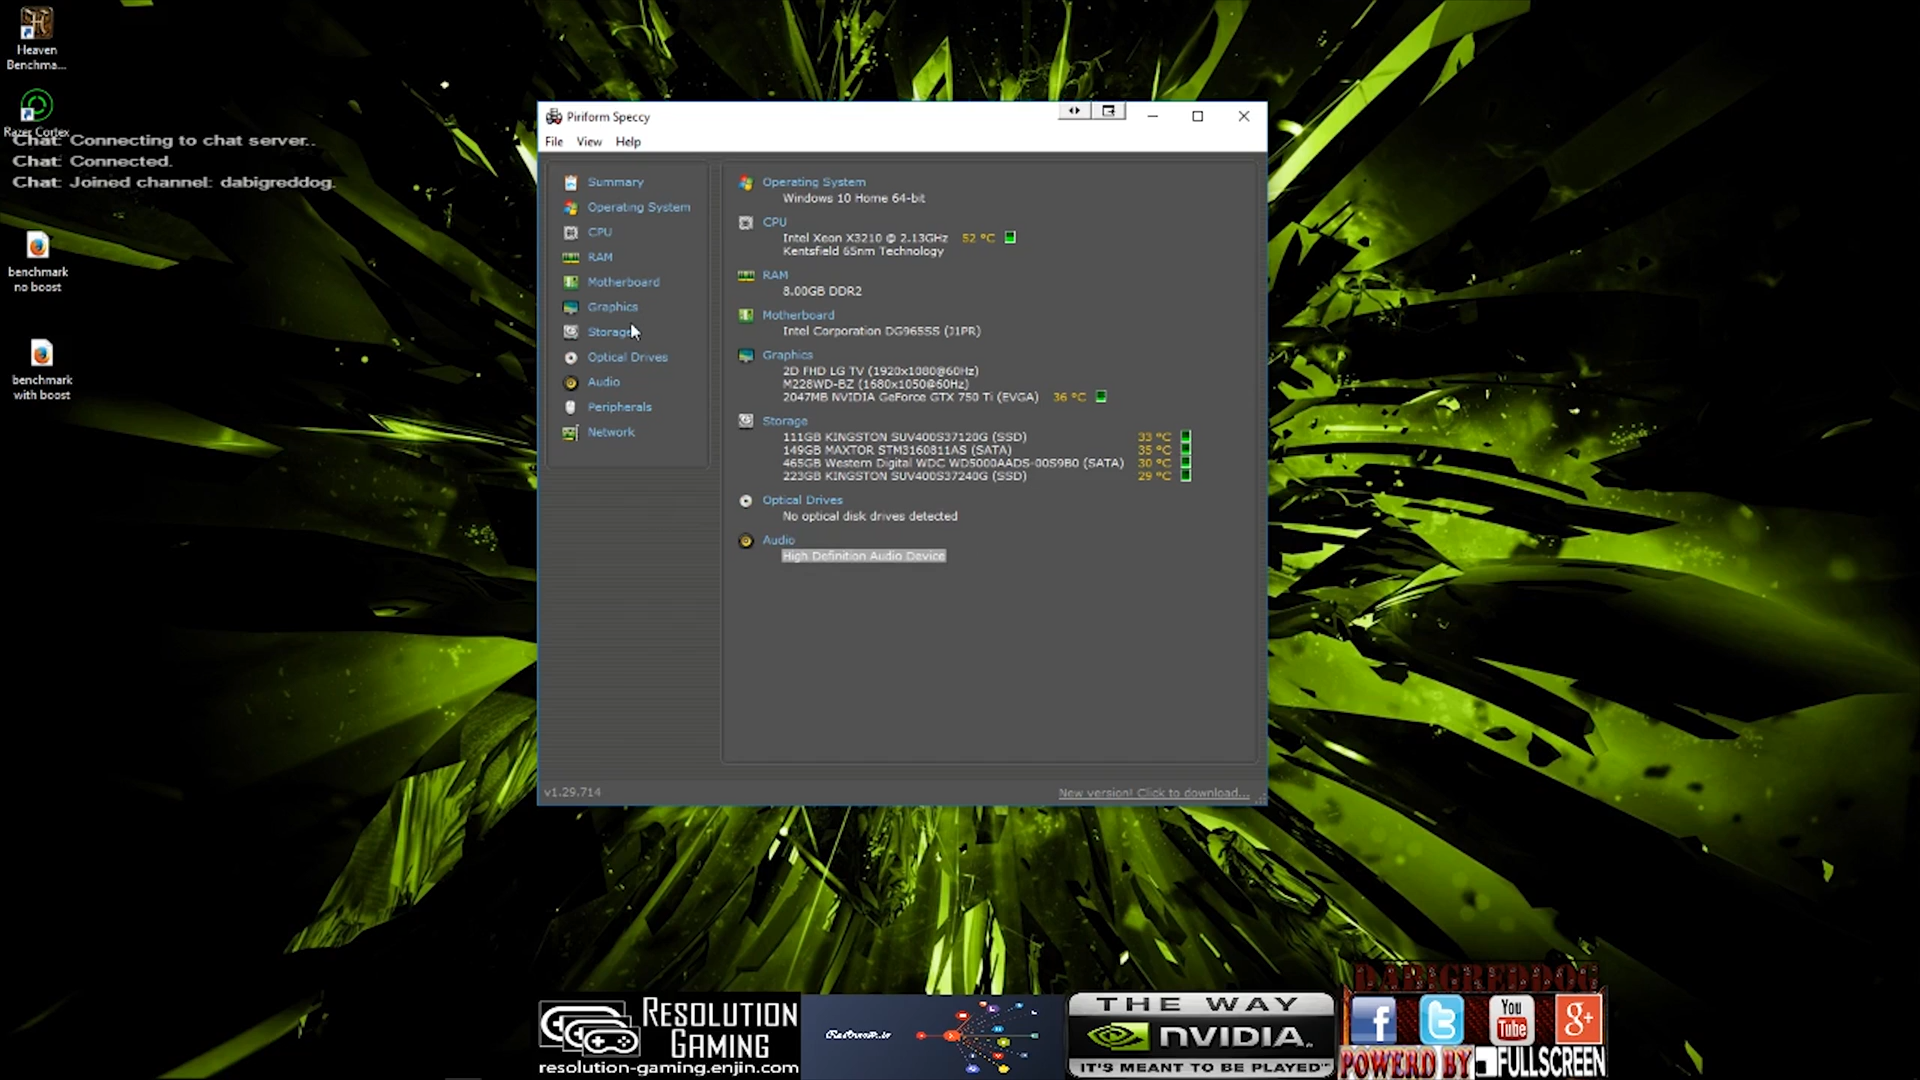 Heaven
Benchma...
Razer Cortex
Chat: Connecting to chat server..
Chat: Connected.
Chat: Joined channel: dabigreddog.
benchmark
no boost
benchmark
with boost
Piriform Speccy
File View Help
Summary
Operating System
CPU
RAM
Motherboard
Graphics
Storage
Optical Drives
Audio
Peripherals
Network
Operating System
Windows 10 Home 64-bit
CPU
Intel Xeon X3210 @ 2.13GHz 52 °C
Kentsfield 65nm Technology
RAM
8.00GB DDR2
Motherboard
Intel Corporation DG965SS (J1PR)
Graphics
2D FHD LG TV (1920x1080@60Hz)
M228WD-BZ (1680x1050@60Hz)
2047MB NVIDIA GeForce GTX 750 Ti (EVGA) 36 °C
Storage
111GB KINGSTON SUV400S37120G (SSD) 33 °C
149GB MAXTOR STM3160811AS (SATA) 35 °C
465GB Western Digital WDC WD5000AADS-00S9B0 (SATA) 30 °C
223GB KINGSTON SUV400S37240G (SSD) 29 °C
Optical Drives
No optical disk drives detected
Audio
High Definition Audio Device
v1.29.714
New version! Click to download...
RESOLUTION
GAMING
resolution-gaming.enjin.com
THE WAY
NVIDIA.
IT'S MEANT TO BE PLAYED™
DABIGREDDOG
You
Tube
POWERD BY FULLSCREEN